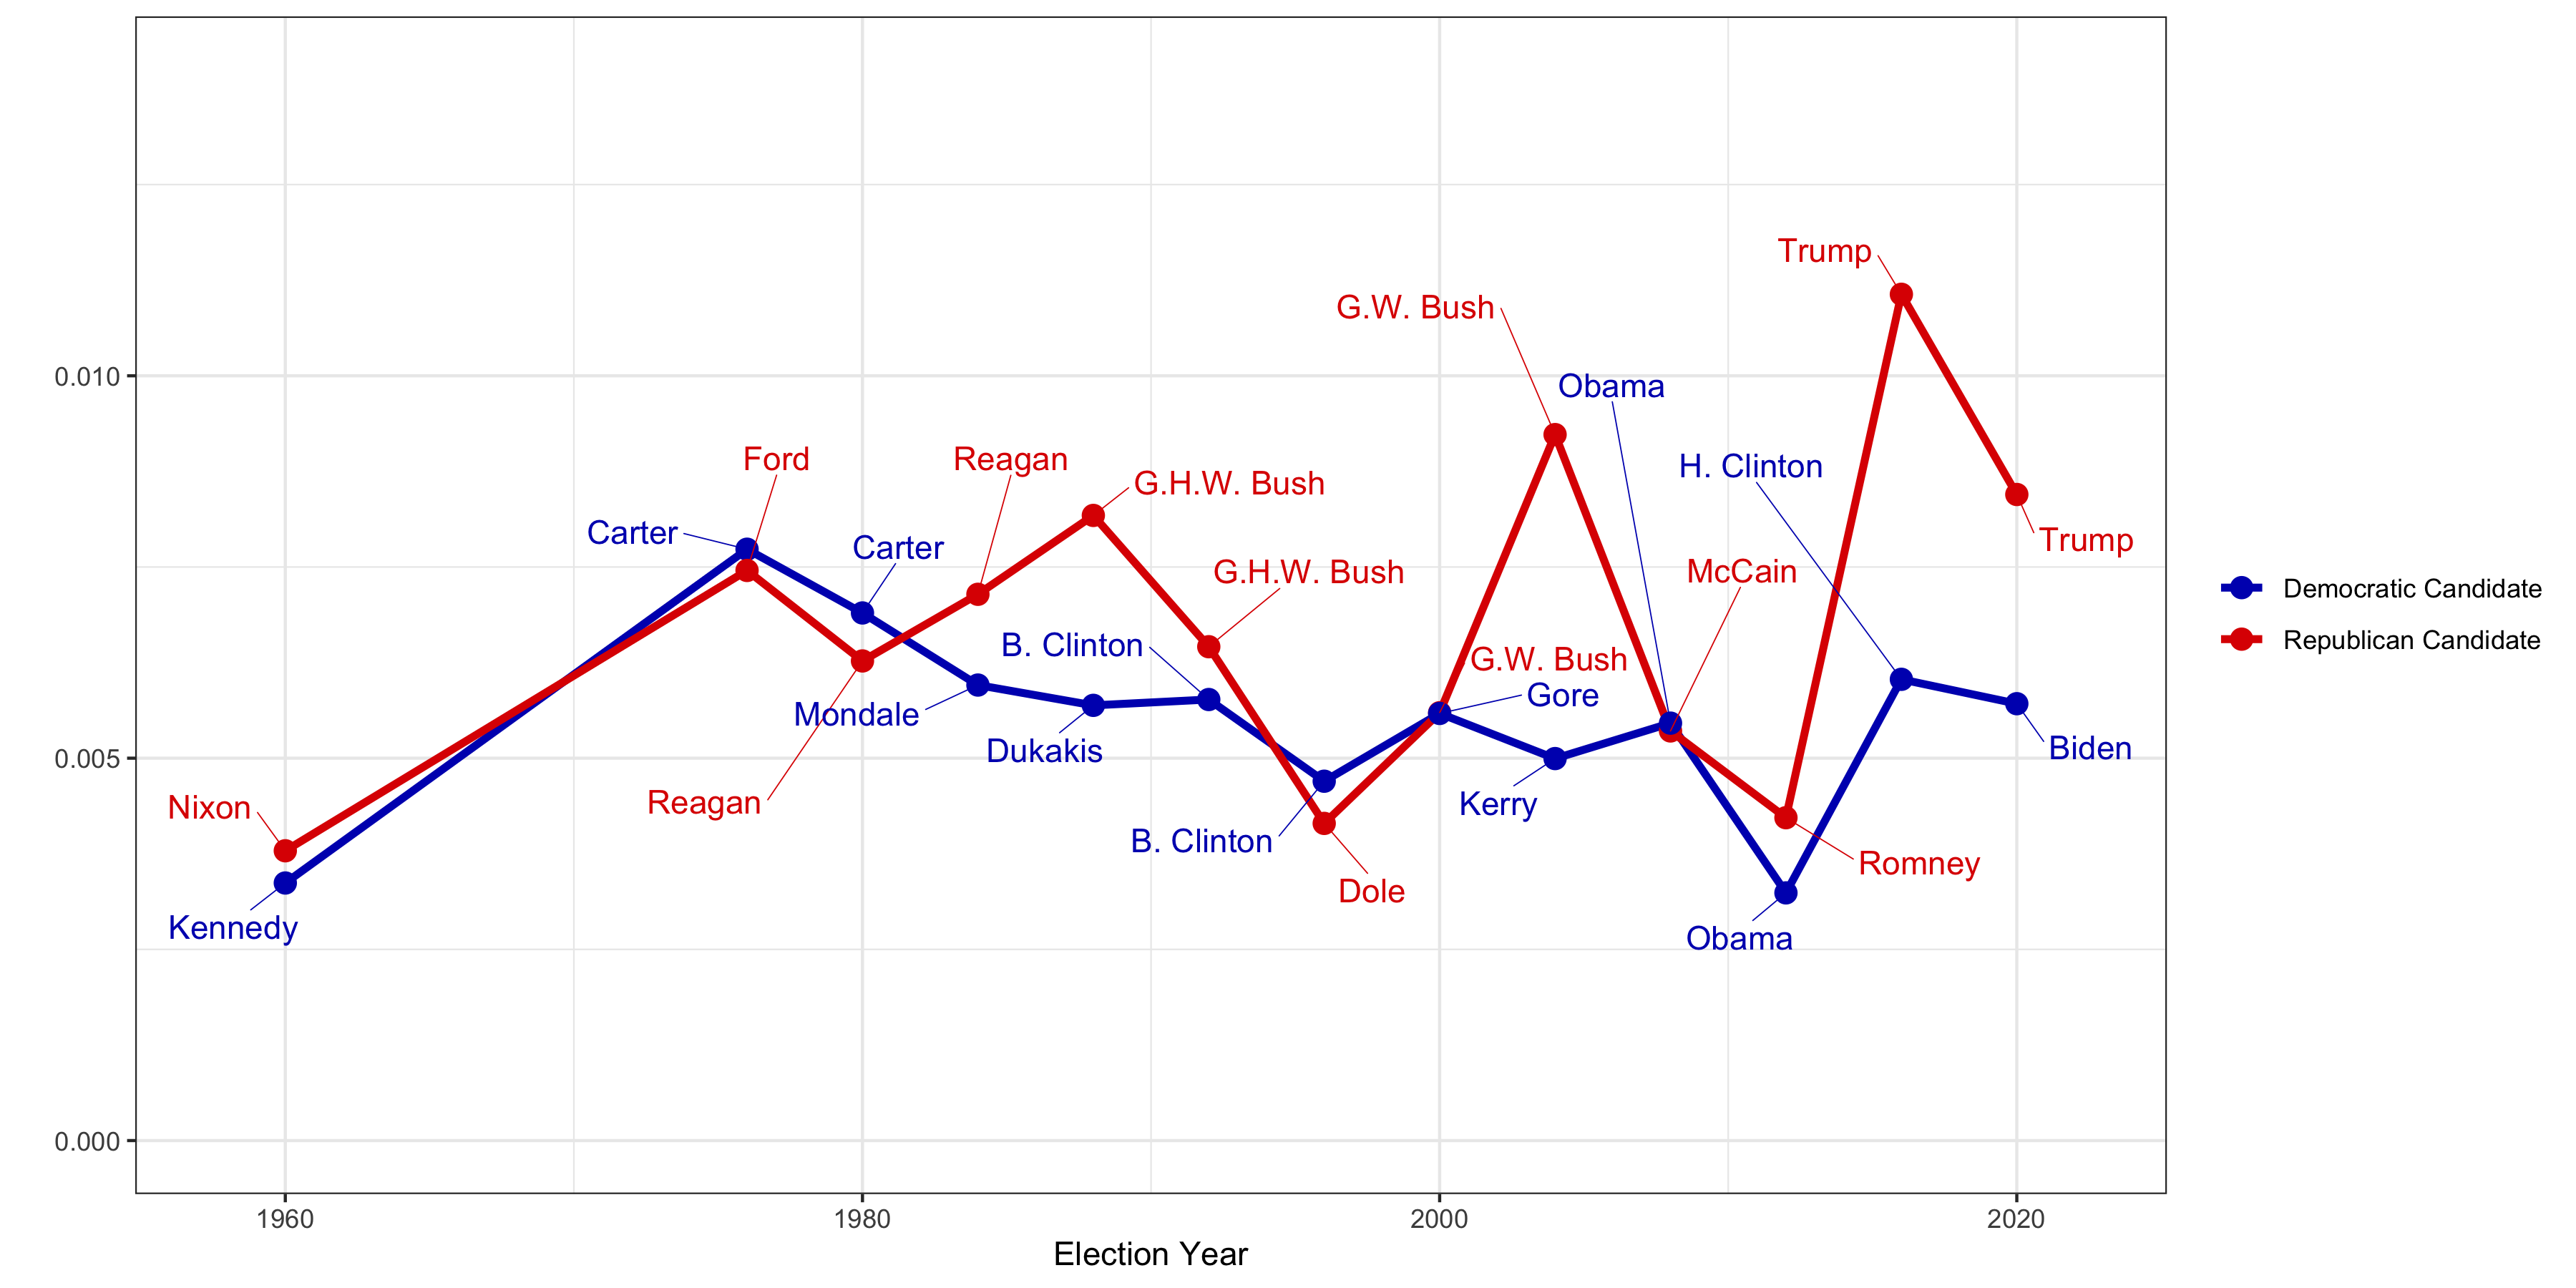 Trump
G.W. Bush
0.010
Obama
Ford
Reagan
H. Clinton
G.H.W. Bush
Carter
Carter
Trump
G.H.W. Bush
McCain
Democratic Candidate
B. Clinton
Republican Candidate
G.W. Bush
Gore
Mondale
Dukakis
Biden
0.005
Nixon
Reagan
Kerry
B. Clinton
Romney
Dole
Kennedy
Obama
0.000
1960 1980 2000 2020
Election Year